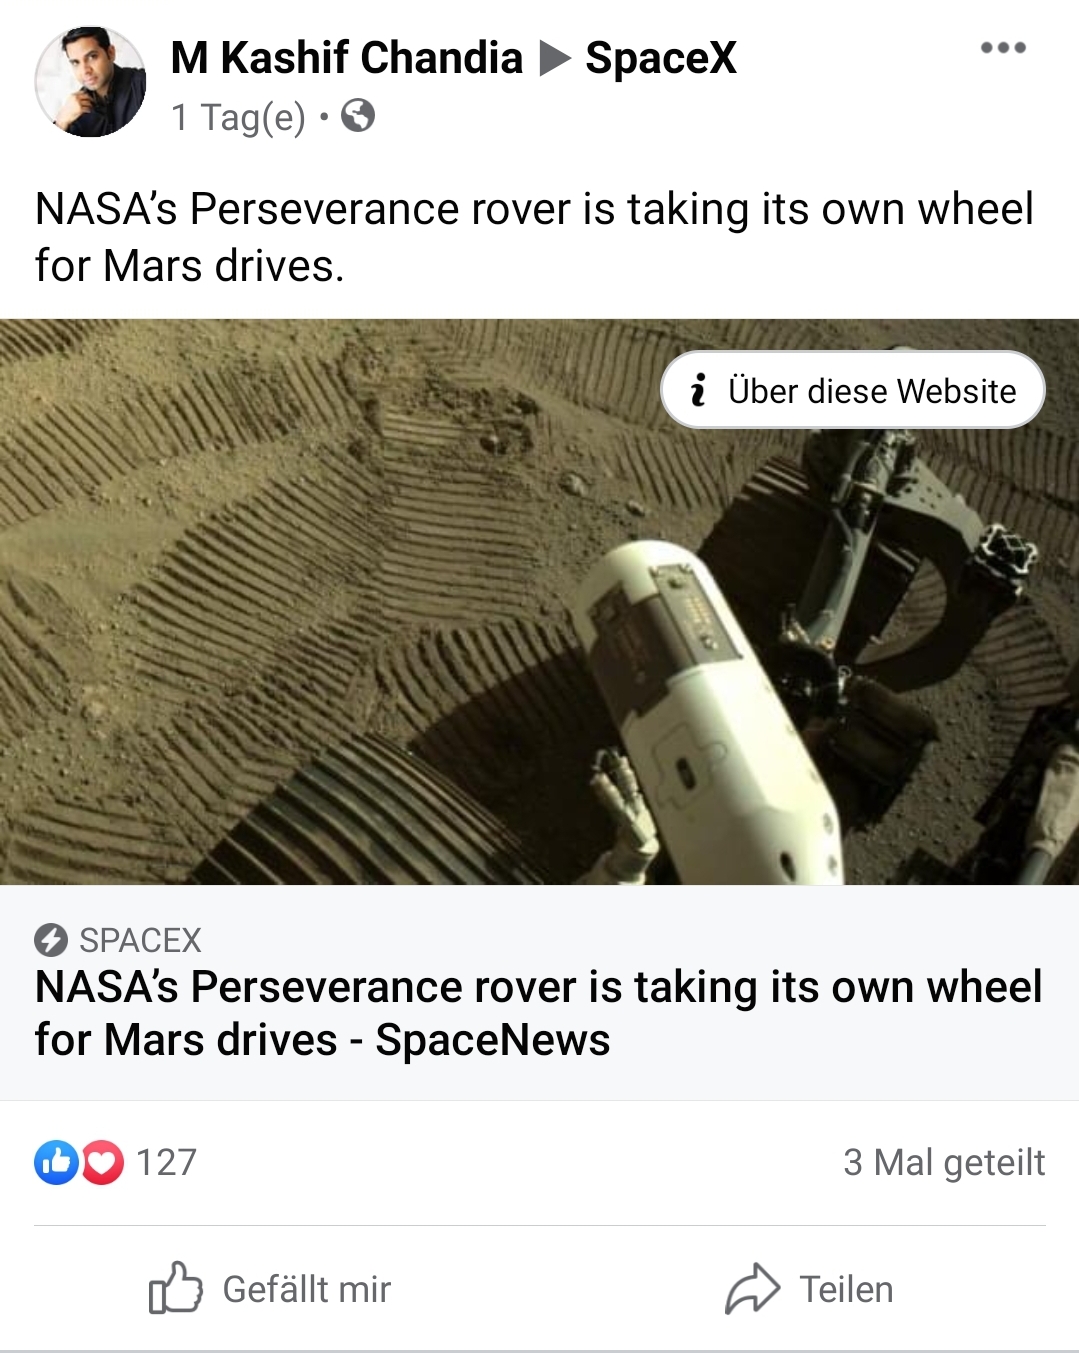 M Kashif Chandia ▶ SpaceX
1 Tag(e) •
NASA’s Perseverance rover is taking its own wheel
for Mars drives.
Über diese Website
SPACEX
NASA’s Perseverance rover is taking its own wheel
for Mars drives - SpaceNews
127
3 Mal geteilt
Gefällt mir
Teilen